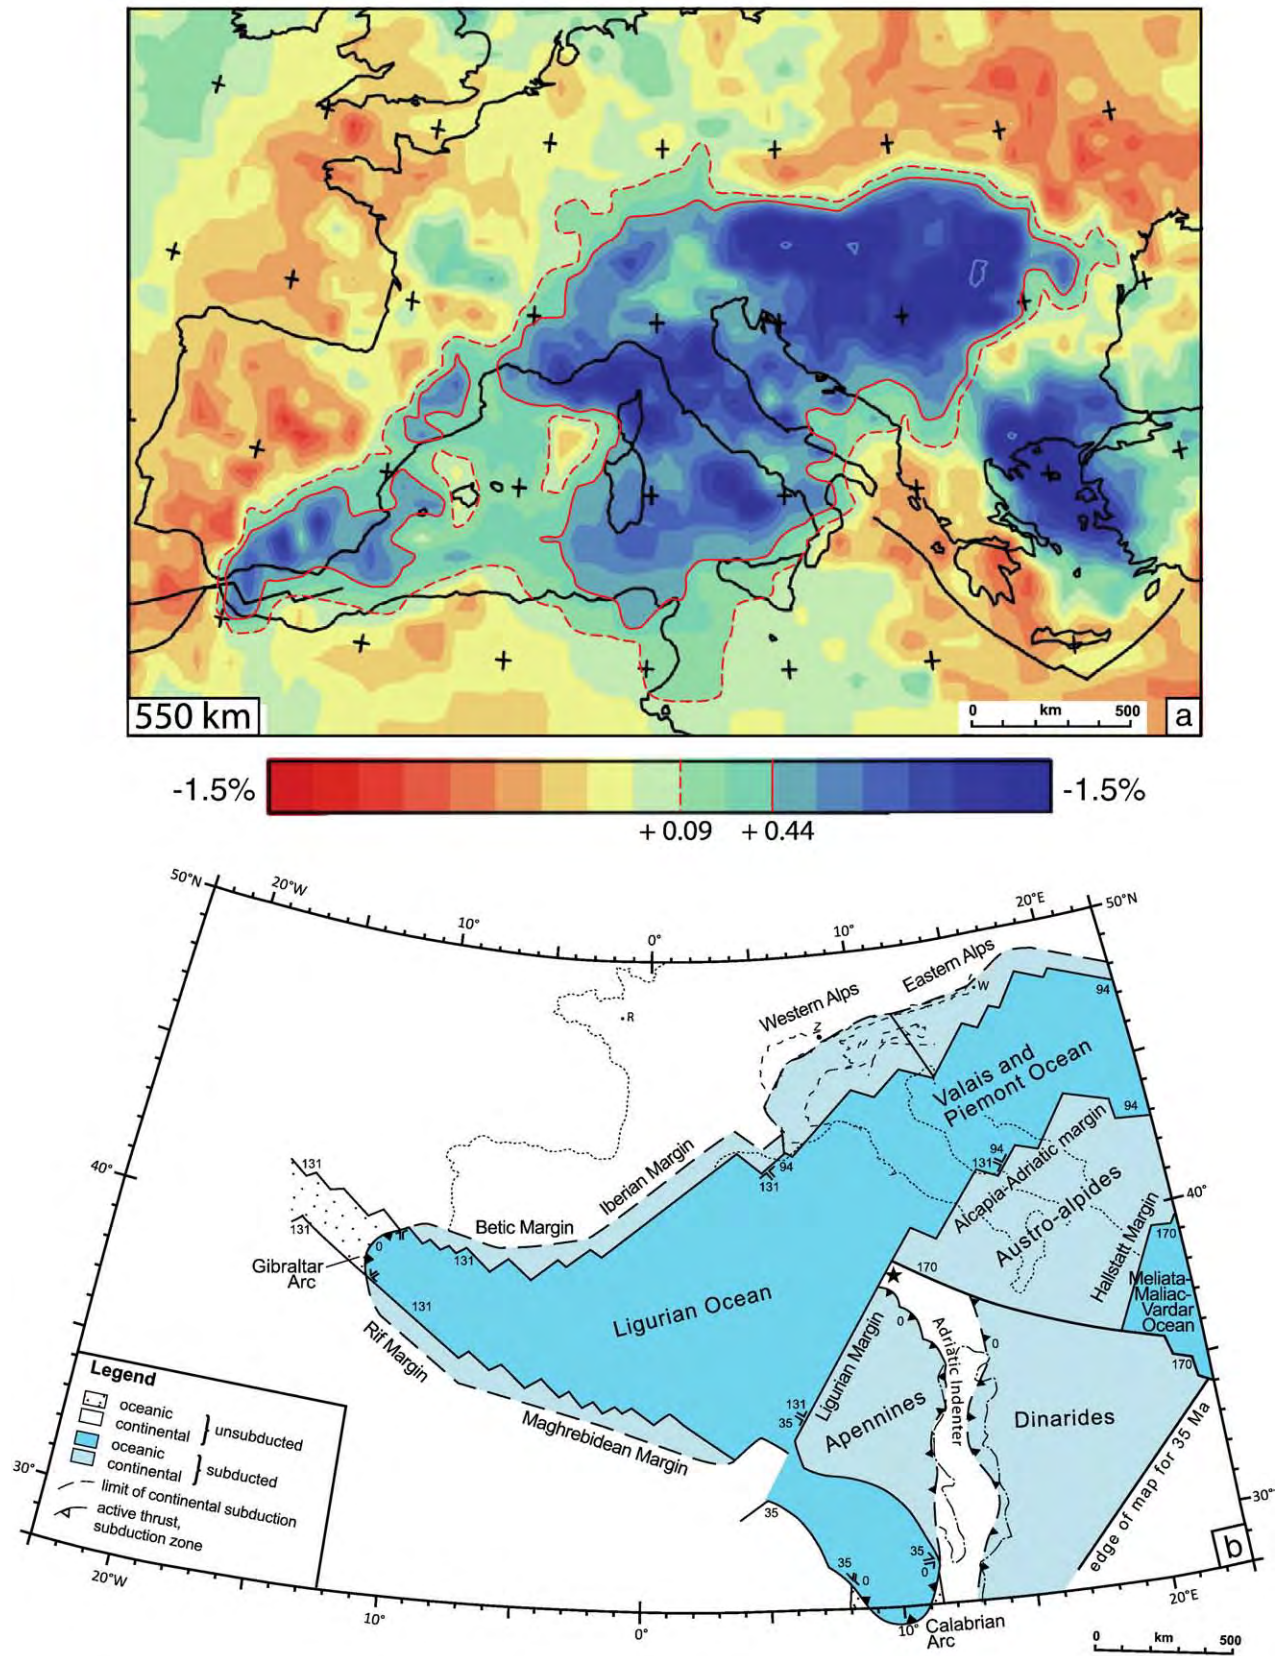 550 km
0 km 500
a
-1.5%
-1.5%
+ 0.09 + 0.44
50°N
20°W
10°
0°
10°
20°E
50°N
Eastern Alps
Western Alps
W
Z
R
94
Valais and
Piemont Ocean
94
40°
131
131
Iberian Margin
94
131
94
131
Alcapia-Adriatic margin
Austro-alpides
Hallstatt Margin
40°
Betic Margin
0
131
Gibraltar
Arc
131
Rif Margin
Ligurian Ocean
170
170
Meliata-
Maliac-
Vardar
Ocean
170
0
0
Ligurian Margin
Adriatic Indenter
Apennines
Dinarides
131
35
Maghrebidean Margin
edge of map for 35 Ma
Legend
oceanic
continental
unsubducted
oceanic
continental
subducted
limit of continental subduction
active thrust,
subduction zone
30°
30°
35
35
0
35
0
b
20°W
10°
0°
10°
Calabrian
Arc
20°E
0 km 500